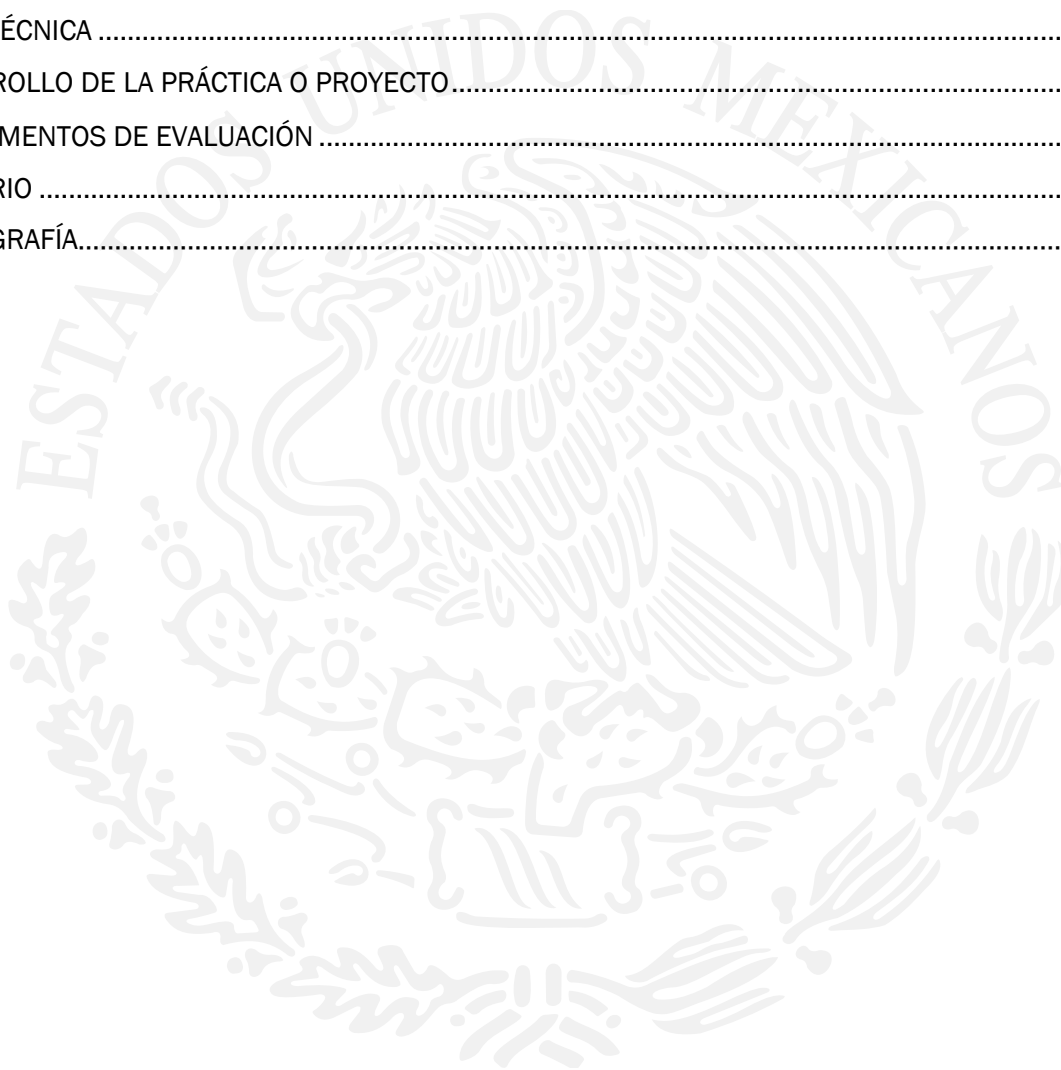 ÉCNICA ........................................................................................................................................
ROLLO DE LA PRÁCTICA O PROYECTO...................................................................................
MENTOS DE EVALUACIÓN .....................................................................................................
RIO ................................................................................................................................................
GRAFÍA...........................................................................................................................................
ESTADOS UNIDOS MEXICANOS